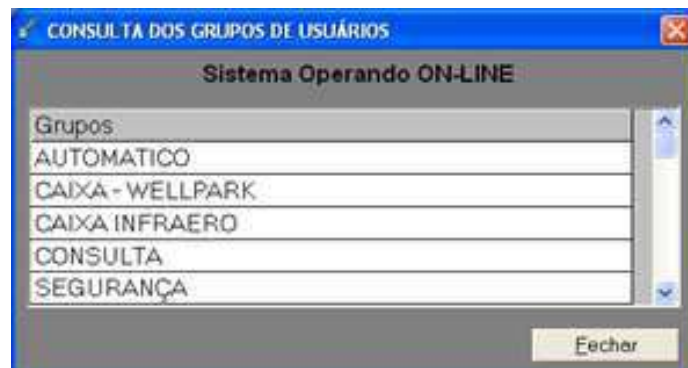 CONSULTA DOS GRUPOS DE USUÁRIOS
Sistema Operando ON-LINE
Grupos
AUTOMATICO
CAIXA - WELLPARK
CAIXA INFRAERO
CONSULTA
SEGURANÇA
Fechar